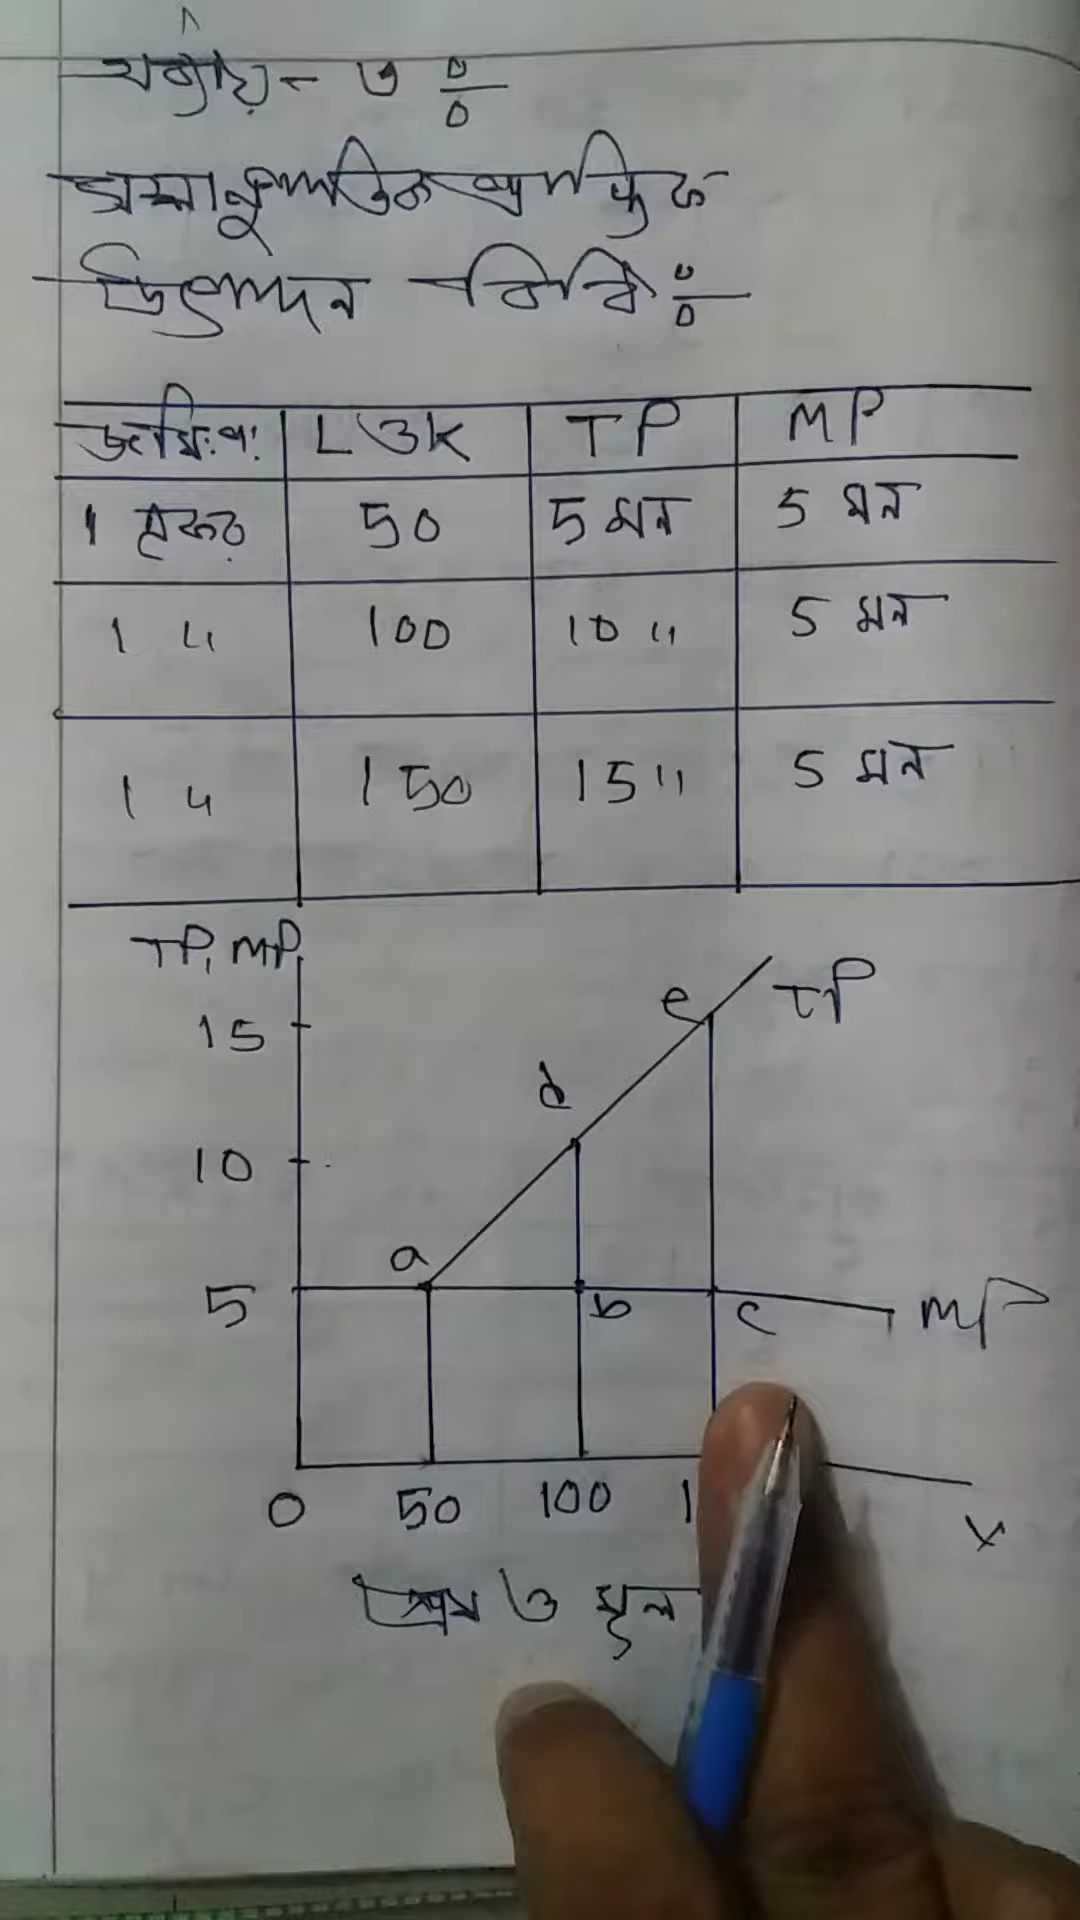 পর্যায়- ৩ ঃ
সমানুপাতিক প্রান্তিক
উৎপাদন বিধি ঃ
জমি:প: L ও K TP MP
1 একর 50 5 মন 5 মন
1 " 100 10 " 5 মন
1 " 150 15 " 5 মন
TP, MP
15
10
5
e TP
d
a
b c MP
0 50 100 1
x
শ্রম ও মূল